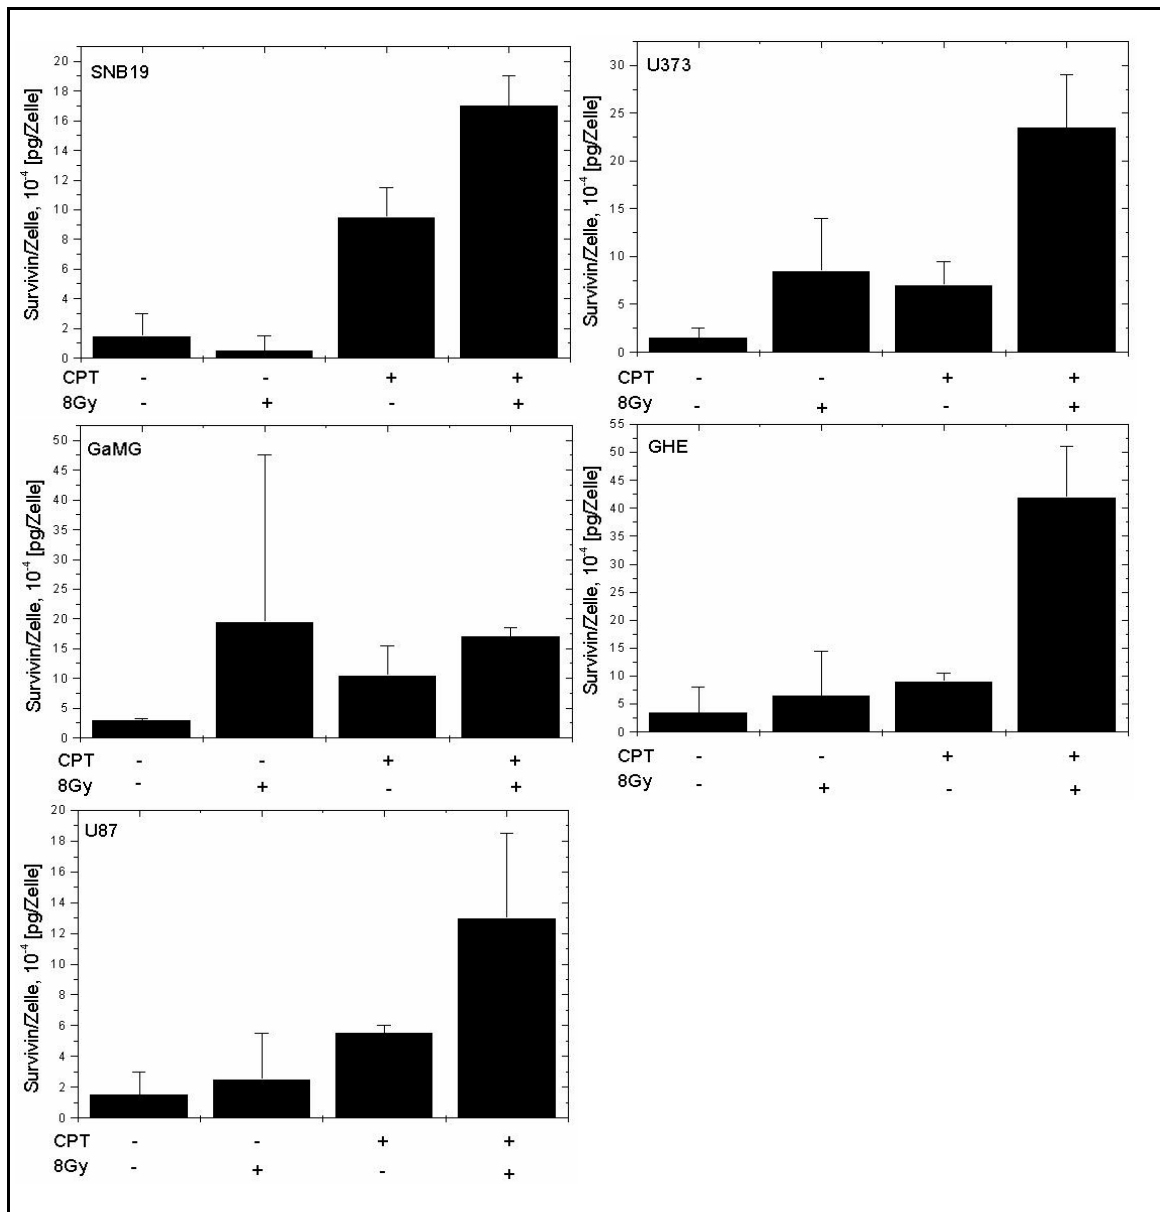 SNB19
Survivin/Zelle, 10⁻⁴ [pg/Zelle]
20
18
16
14
12
10
8
6
4
2
0
CPT - - + +
8Gy - + - +
U373
Survivin/Zelle, 10⁻⁴ [pg/Zelle]
30
25
20
15
10
5
0
CPT - - + +
8Gy - + - +
GaMG
Survivin/Zelle, 10⁻⁴ [pg/Zelle]
50
45
40
35
30
25
20
15
10
5
0
CPT - - + +
8Gy - + - +
GHE
Survivin/Zelle, 10⁻⁴ [pg/Zelle]
55
50
45
40
35
30
25
20
15
10
5
0
CPT - - + +
8Gy - + - +
U87
Survivin/Zelle, 10⁻⁴ [pg/Zelle]
20
18
16
14
12
10
8
6
4
2
0
CPT - - + +
8Gy - + - +